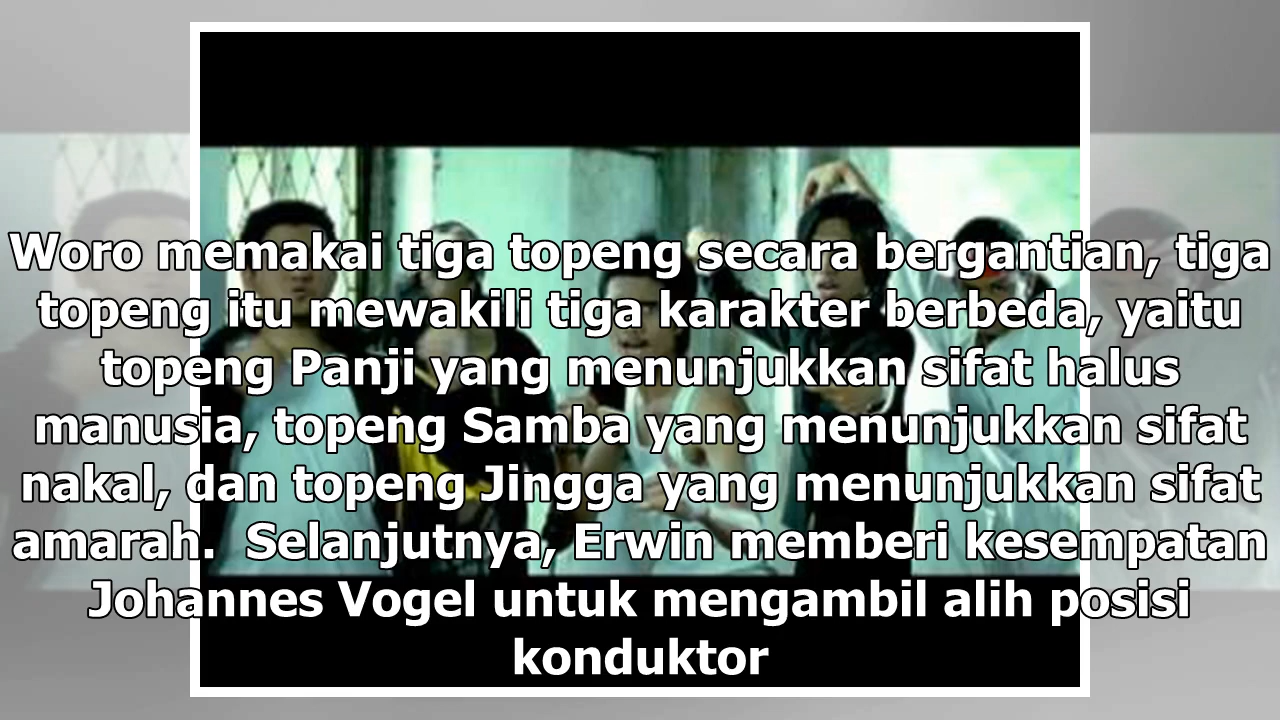 Woro memakai tiga topeng secara bergantian, tiga
topeng itu mewakili tiga karakter berbeda, yaitu
topeng Panji yang menunjukkan sifat halus
manusia, topeng Samba yang menunjukkan sifat
nakal, dan topeng Jingga yang menunjukkan sifat
amarah.  Selanjutnya, Erwin memberi kesempatan
Johannes Vogel untuk mengambil alih posisi
konduktor